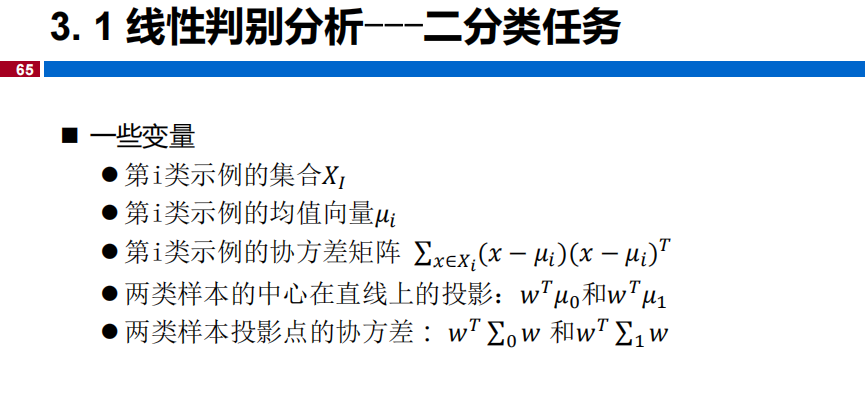 3. 1 线性判别分析---二分类任务
65
■ 一些变量
● 第i类示例的集合X_I
● 第i类示例的均值向量μ_i
● 第i类示例的协方差矩阵 ∑_{x∈X_i}(x − μ_i)(x − μ_i)^T
● 两类样本的中心在直线上的投影：w^Tμ_0和w^Tμ_1
● 两类样本投影点的协方差：w^T ∑_0 w 和w^T ∑_1 w